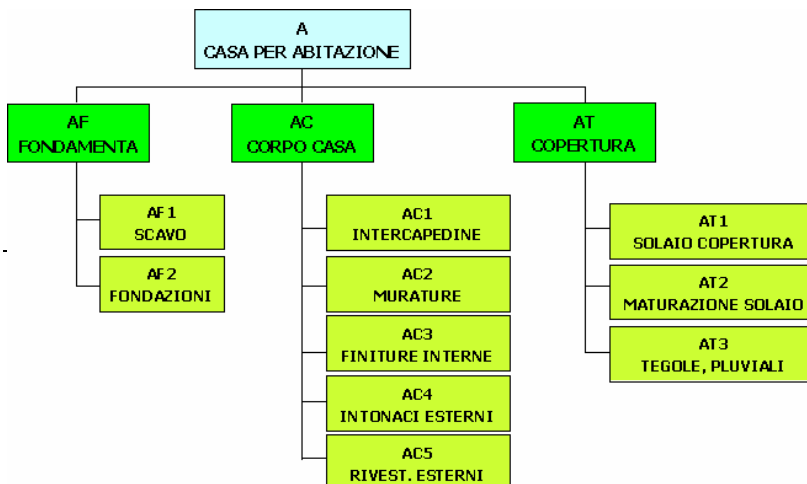 A
CASA PER ABITAZIONE
AF
FONDAMENTA
AC
CORPO CASA
AT
COPERTURA
AF1
SCAVO
AF2
FONDAZIONI
AC1
INTERCAPEDINE
AC2
MURATURE
AC3
FINITURE INTERNE
AC4
INTONACI ESTERNI
AC5
RIVEST. ESTERNI
AT1
SOLAIO COPERTURA
AT2
MATURAZIONE SOLAIO
AT3
TEGOLE, PLUVIALI